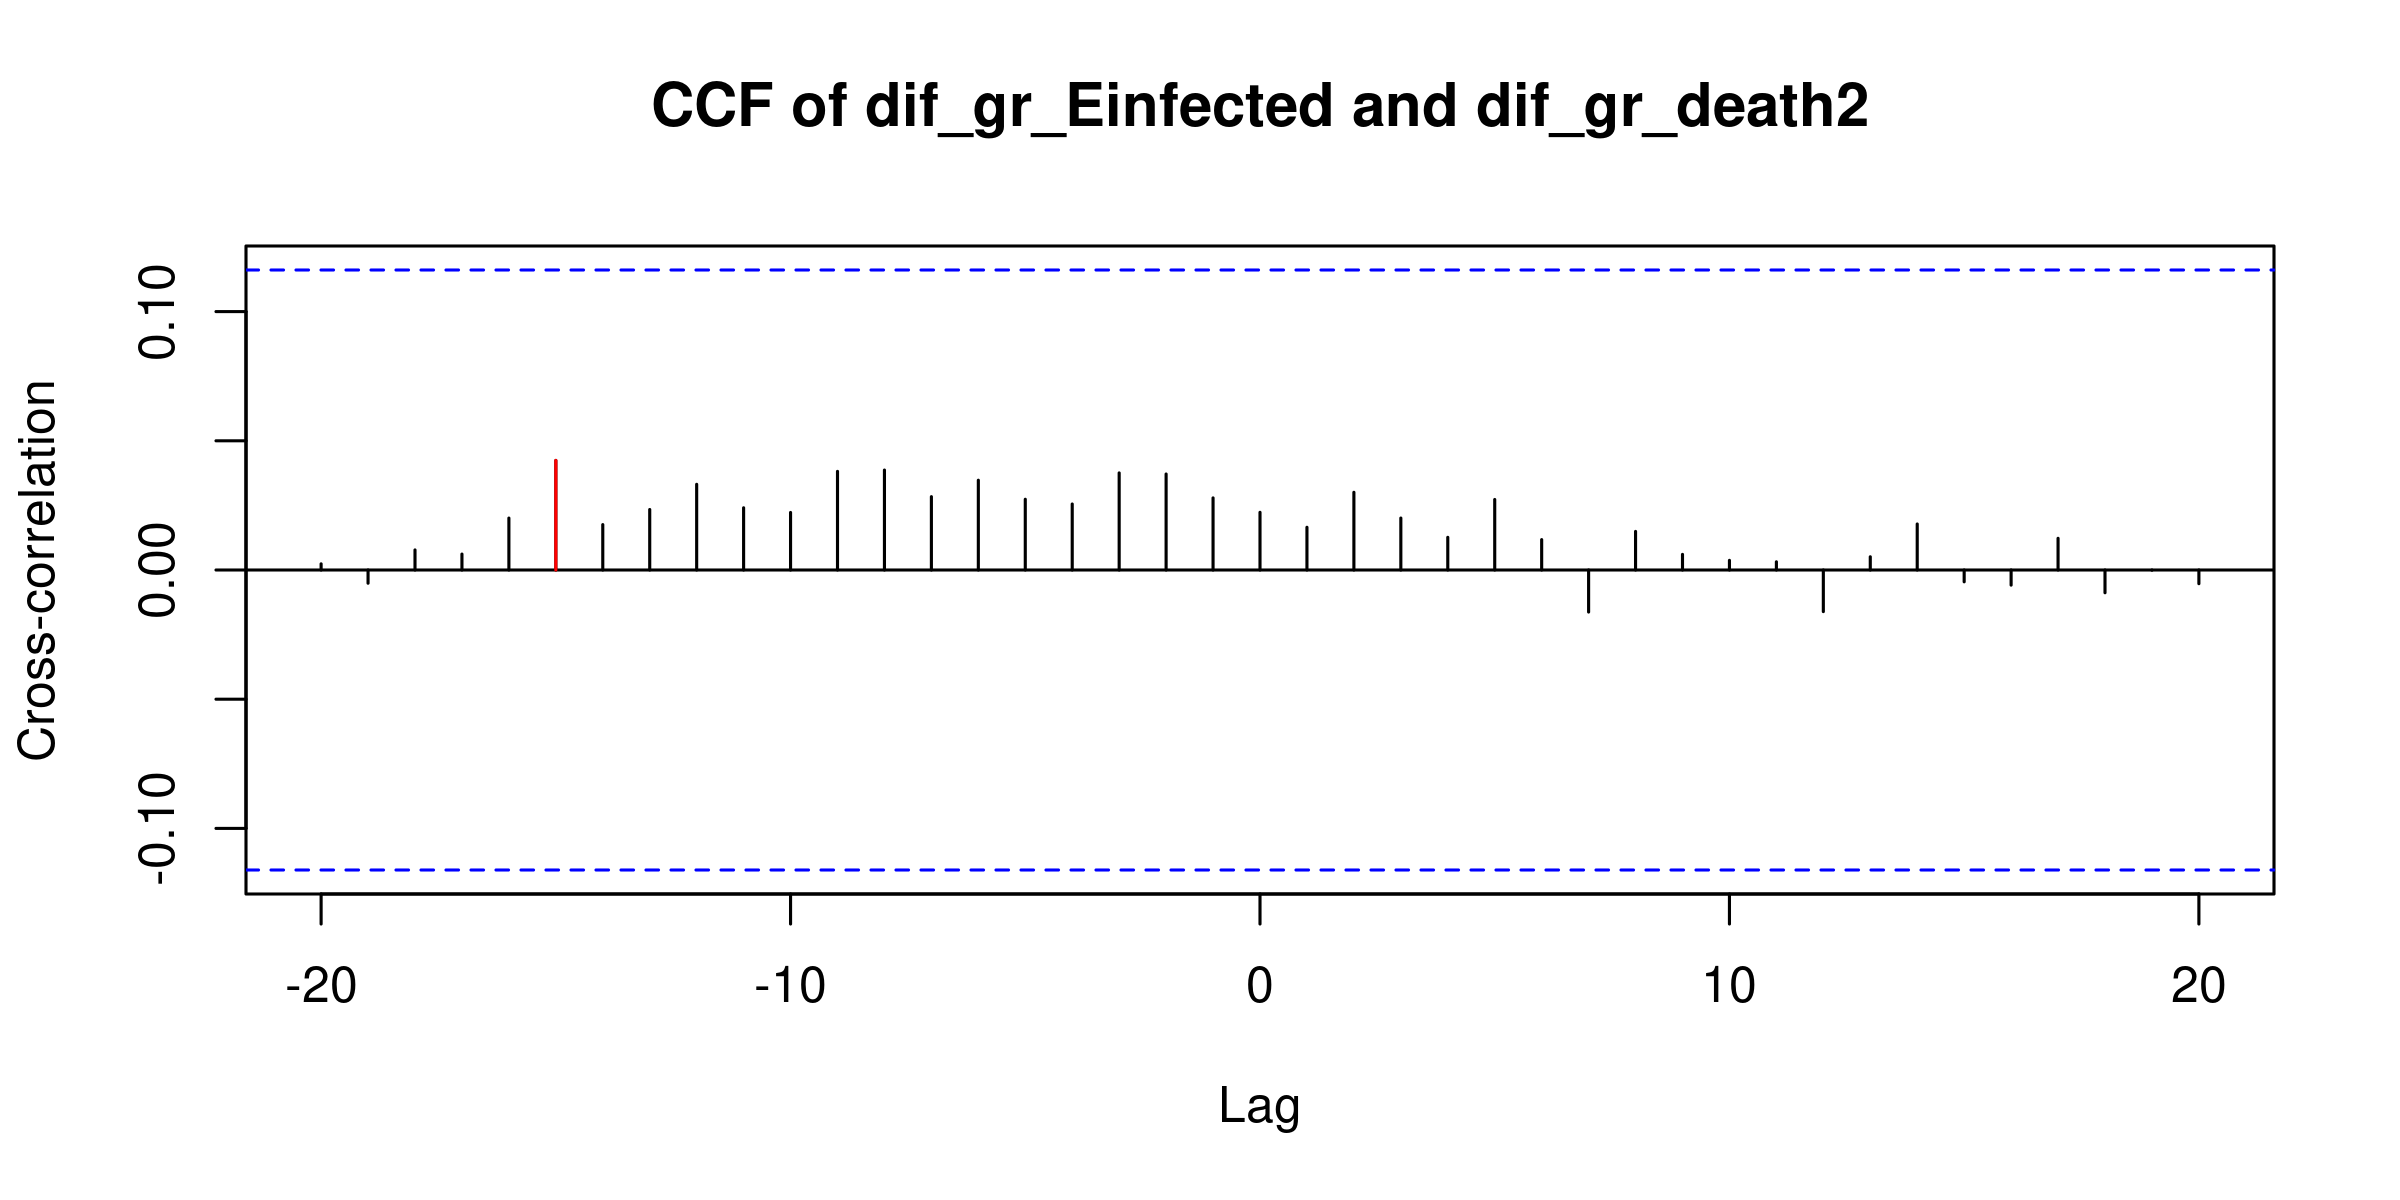 CCF of dif_gr_Einfected and dif_gr_death2
Cross-correlation
0.10
0.00
-0.10
-20 -10 0 10 20
Lag